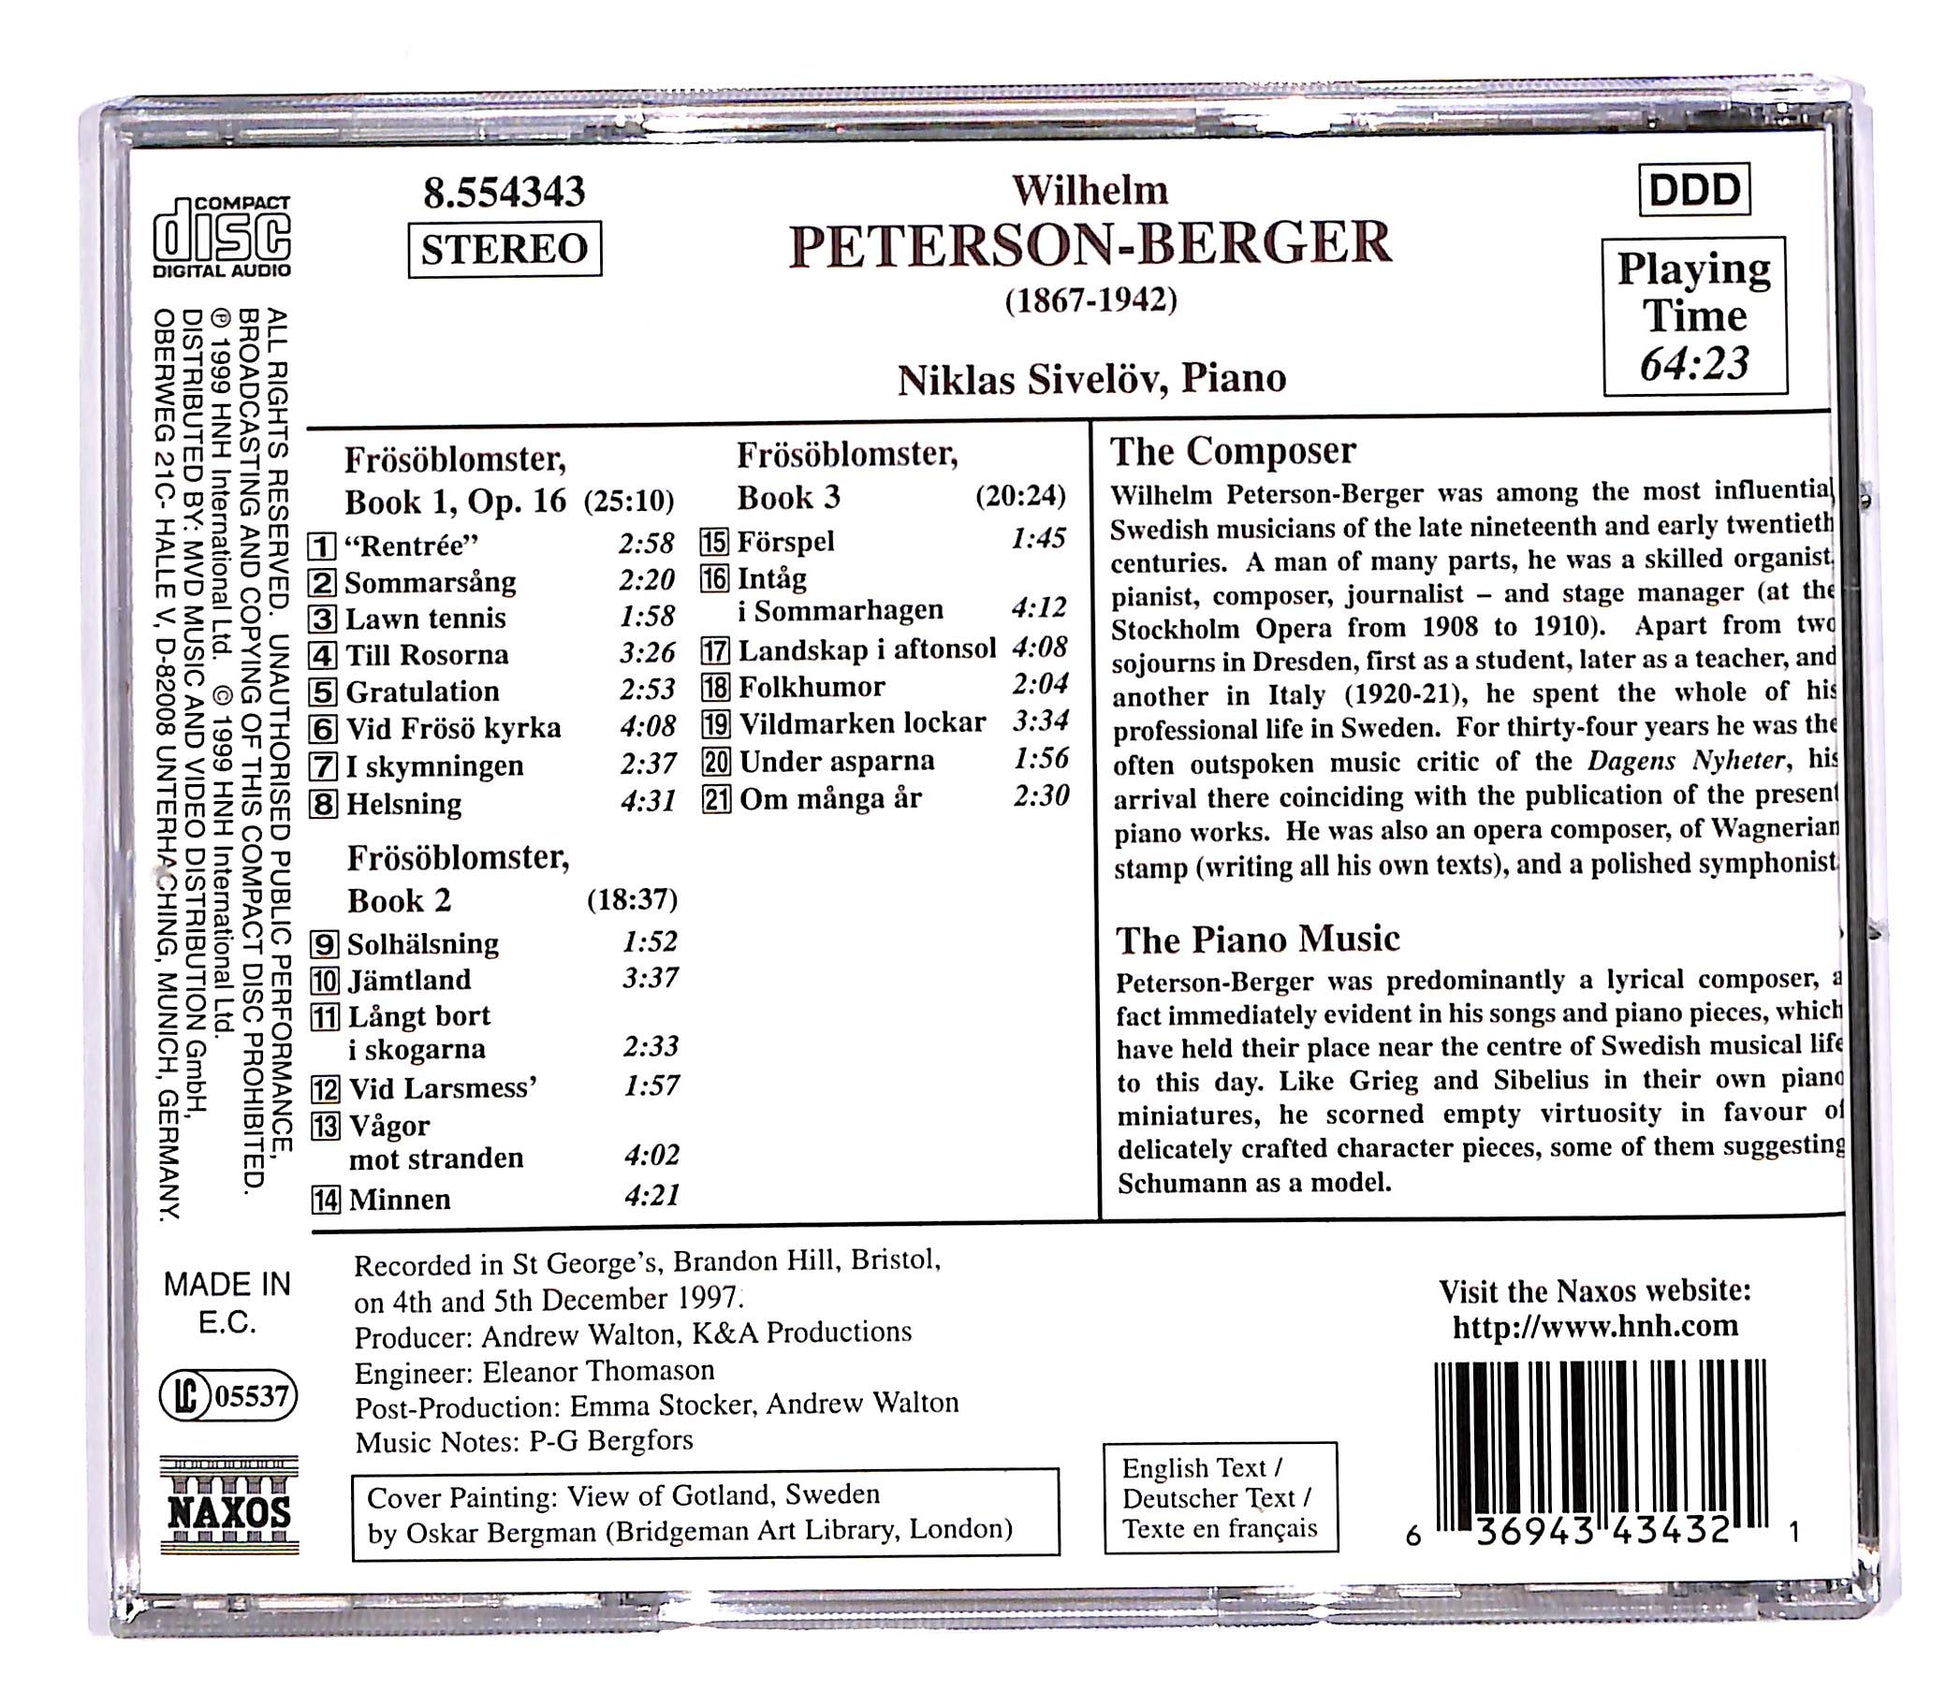 COMPACT
disc
DIGITAL AUDIO
8.554343
STEREO
Wilhelm
PETERSON-BERGER
(1867-1942)
Niklas Sivelöv, Piano
DDD
Playing
Time
64:23
ALL RIGHTS RESERVED. UNAUTHORISED PUBLIC PERFORMANCE,
BROADCASTING AND COPYING OF THIS COMPACT DISC PROHIBITED.
℗ 1999 HNH International Ltd. © 1999 HNH International Ltd.
DISTRIBUTED BY: MVD MUSIC AND VIDEO DISTRIBUTION GmbH,
OBERWEG 21C- HALLE V, D-82008 UNTERHACHING, MUNICH, GERMANY.
Frösöblomster,
Book 1, Op. 16 (25:10)
1 “Rentrée” 2:58
2 Sommarsång 2:20
3 Lawn tennis 1:58
4 Till Rosorna 3:26
5 Gratulation 2:53
6 Vid Frösö kyrka 4:08
7 I skymningen 2:37
8 Helsning 4:31
Frösöblomster,
Book 2 (18:37)
9 Solhälsning 1:52
10 Jämtland 3:37
11 Långt bort
i skogarna 2:33
12 Vid Larsmess’ 1:57
13 Vågor
mot stranden 4:02
14 Minnen 4:21
Frösöblomster,
Book 3 (20:24)
15 Förspel 1:45
16 Intåg
i Sommarhagen 4:12
17 Landskap i aftonsol 4:08
18 Folkhumor 2:04
19 Vildmarken lockar 3:34
20 Under asparna 1:56
21 Om många år 2:30
The Composer
Wilhelm Peterson-Berger was among the most influential
Swedish musicians of the late nineteenth and early twentieth
centuries. A man of many parts, he was a skilled organist,
pianist, composer, journalist – and stage manager (at the
Stockholm Opera from 1908 to 1910). Apart from two
sojourns in Dresden, first as a student, later as a teacher, and
another in Italy (1920-21), he spent the whole of his
professional life in Sweden. For thirty-four years he was the
often outspoken music critic of the Dagens Nyheter, his
arrival there coinciding with the publication of the present
piano works. He was also an opera composer, of Wagnerian
stamp (writing all his own texts), and a polished symphonist.
The Piano Music
Peterson-Berger was predominantly a lyrical composer, a
fact immediately evident in his songs and piano pieces, which
have held their place near the centre of Swedish musical life
to this day. Like Grieg and Sibelius in their own piano
miniatures, he scorned empty virtuosity in favour of
delicately crafted character pieces, some of them suggesting
Schumann as a model.
MADE IN
E.C.
LC 05537
NAXOS
Recorded in St George’s, Brandon Hill, Bristol,
on 4th and 5th December 1997.
Producer: Andrew Walton, K&A Productions
Engineer: Eleanor Thomason
Post-Production: Emma Stocker, Andrew Walton
Music Notes: P-G Bergfors
Cover Painting: View of Gotland, Sweden
by Oskar Bergman (Bridgeman Art Library, London)
English Text /
Deutscher Text /
Texte en français
Visit the Naxos website:
http://www.hnh.com
6 36943 43432 1